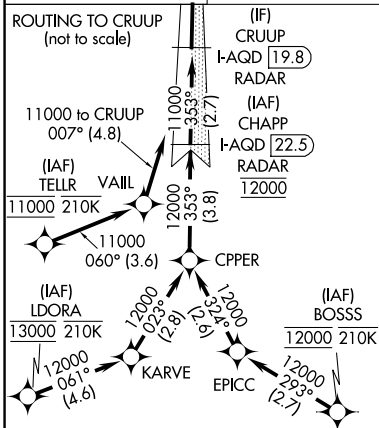 ROUTING TO CRUUP
(not to scale)
(IF)
CRUUP
I-AQD 19.8
RADAR
(IAF)
CHAPP
I-AQD 22.5
RADAR
12000
11000
353°
(2.7)
11000 to CRUUP
007° (4.8)
(IAF)
TELLR
11000 210K
VAIIL
11000
060° (3.6)
12000
353°
(3.8)
CPPER
(IAF)
LDORA
13000 210K
12000
061°
(4.6)
KARVE
12000
023°
(2.8)
12000
324°
(2.6)
EPICC
(IAF)
BOSSS
12000 210K
12000
293°
(2.7)